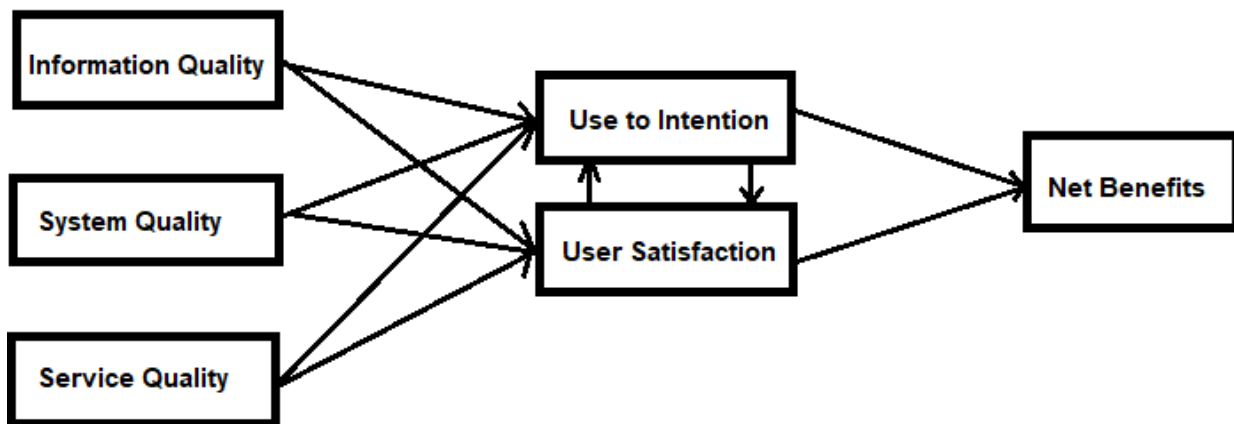 Information Quality
Use to Intention
System Quality
User Satisfaction
Net Benefits
Service Quality